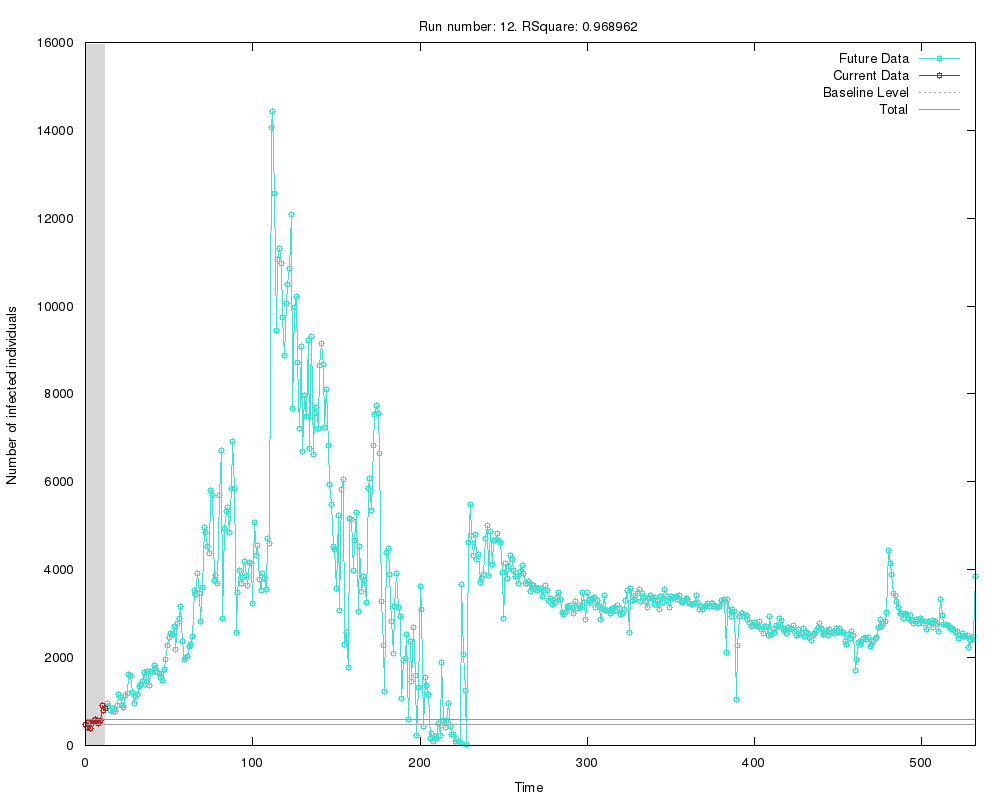 Run number: 12. RSquare: 0.968962
16000
14000
12000
10000
8000
6000
4000
2000
0
Number of infected individuals
Future Data
Current Data
Baseline Level
Total
0 100 200 300 400 500
Time